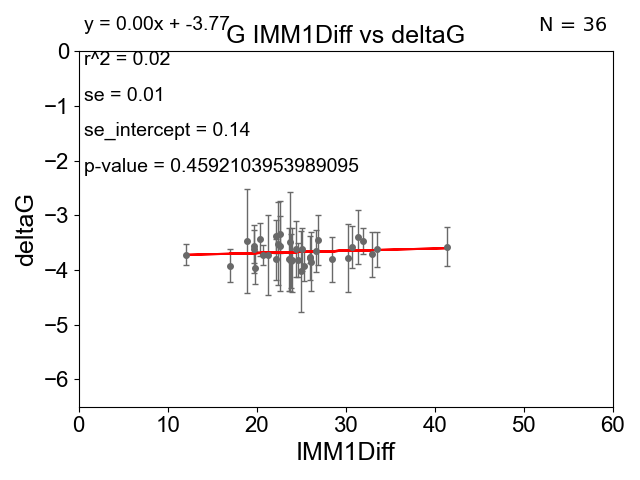 y = 0.00x + -3.77
N = 36
G IMM1Diff vs deltaG
r^2 = 0.02
se = 0.01
se_intercept = 0.14
p-value = 0.4592103953989095
deltaG
0
−1
−2
−3
−4
−5
−6
0 10 20 30 40 50 60
IMM1Diff